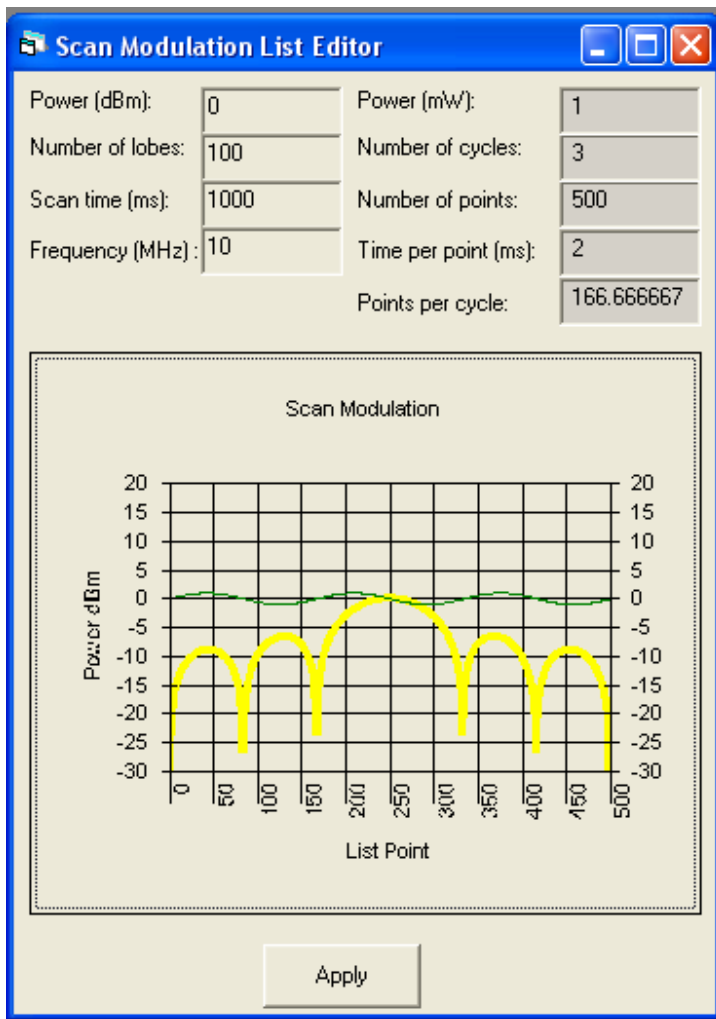 Scan Modulation List Editor
Power (dBm): 0 Power (mW): 1
Number of lobes: 100 Number of cycles: 3
Scan time (ms): 1000 Number of points: 500
Frequency (MHz) : 10 Time per point (ms): 2
Points per cycle: 166.666667
Scan Modulation
20 20
15 15
10 10
5 5
0 0
-5 -5
-10 -10
-15 -15
-20 -20
-25 -25
-30 -30
Power dBm
0 50 100 150 200 250 300 350 400 450 500
List Point
Apply